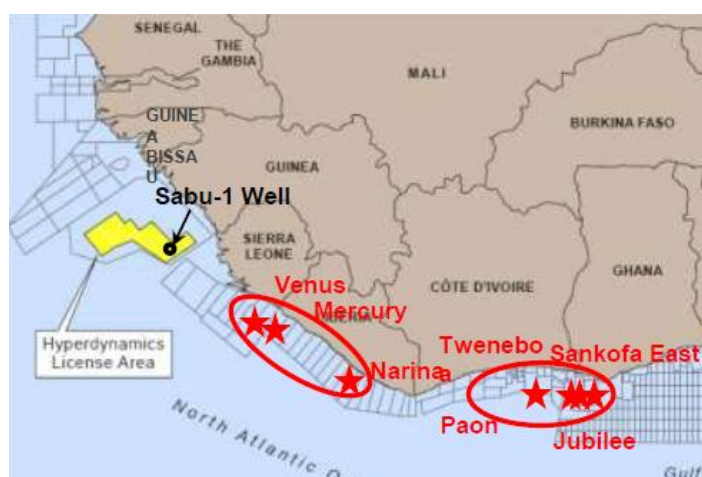 SENEGAL
THE
GAMBIA
MALI
GUINE
A
BISSA
U
BURKINA FASO
GUINEA
Sabu-1 Well
SIERRA
LEONE
GHANA
CÔTE D'IVOIRE
Venus
Mercury
Hyperdynamics
License Area
Twenebo
a
Sankofa East
Narina
Paon
Jubilee
North Atlantic
Gulf